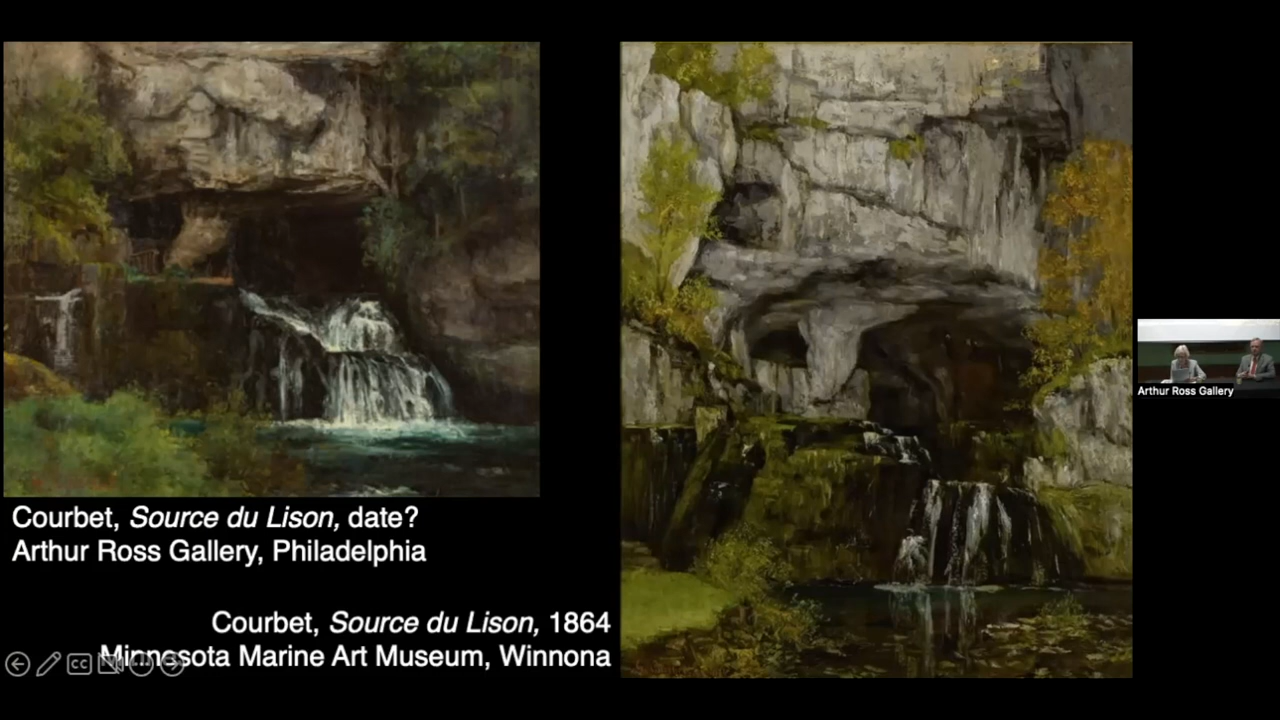 Courbet, Source du Lison, date?
Arthur Ross Gallery, Philadelphia
Courbet, Source du Lison, 1864
Minnesota Marine Art Museum, Winnona
CC
Arthur Ross Gallery